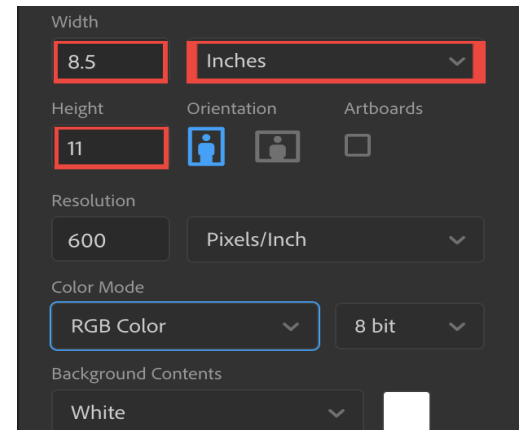 Width
8.5 Inches
Height Orientation Artboards
11
Resolution
600 Pixels/Inch
Color Mode
RGB Color 8 bit
Background Contents
White